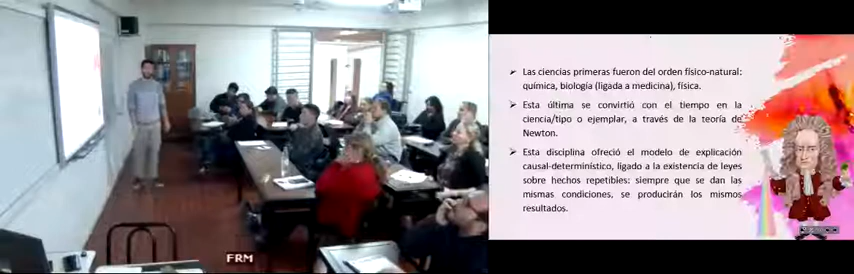 ➢ Las ciencias primeras fueron del orden físico-natural:
química, biología (ligada a medicina), física.
➢ Esta última se convirtió con el tiempo en la
ciencia/tipo o ejemplar, a través de la teoría de
Newton.
➢ Esta disciplina ofreció el modelo de explicación
causal-determinístico, ligado a la existencia de leyes
sobre hechos repetibles: siempre que se dan las
mismas condiciones, se producirán los mismos
resultados.
FRM